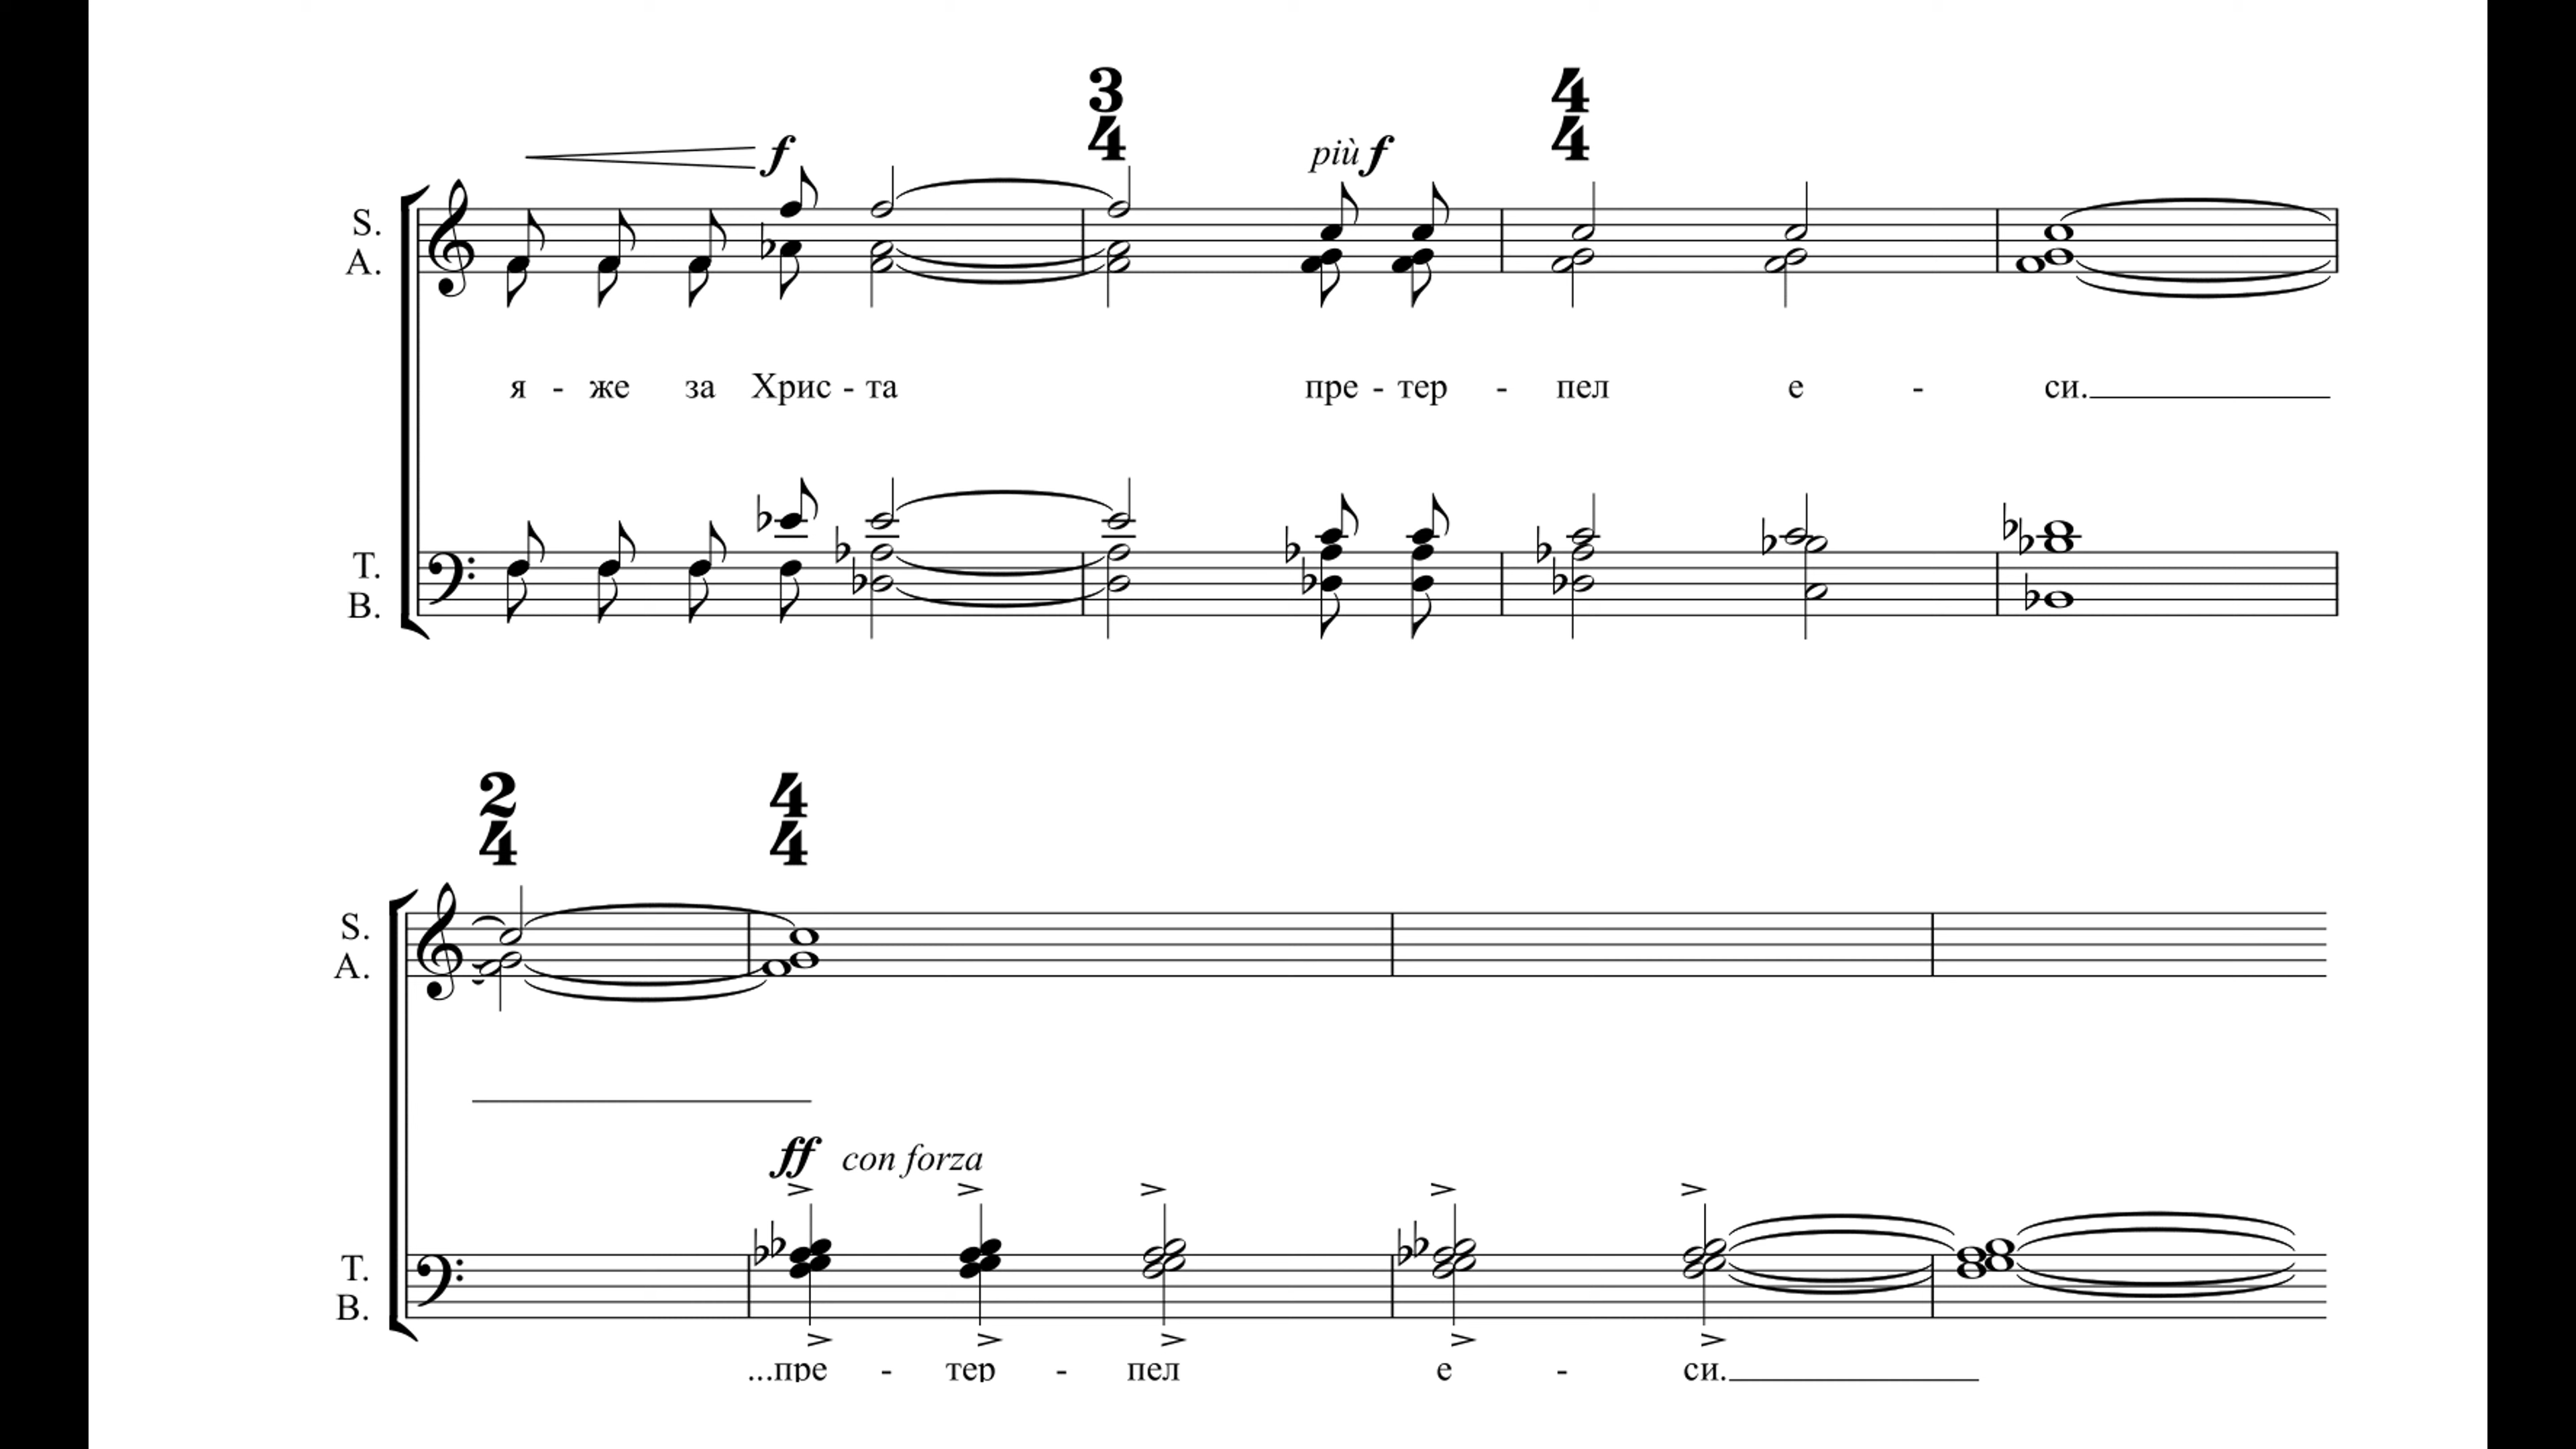 3 4
4 4
f
più f
S.
A.
я - же за Хрис - та пре - тер - пел е - си.
T.
B.
2 4
4 4
S.
A.
ff con forza
T.
B.
...пре - тер - пел е - си.